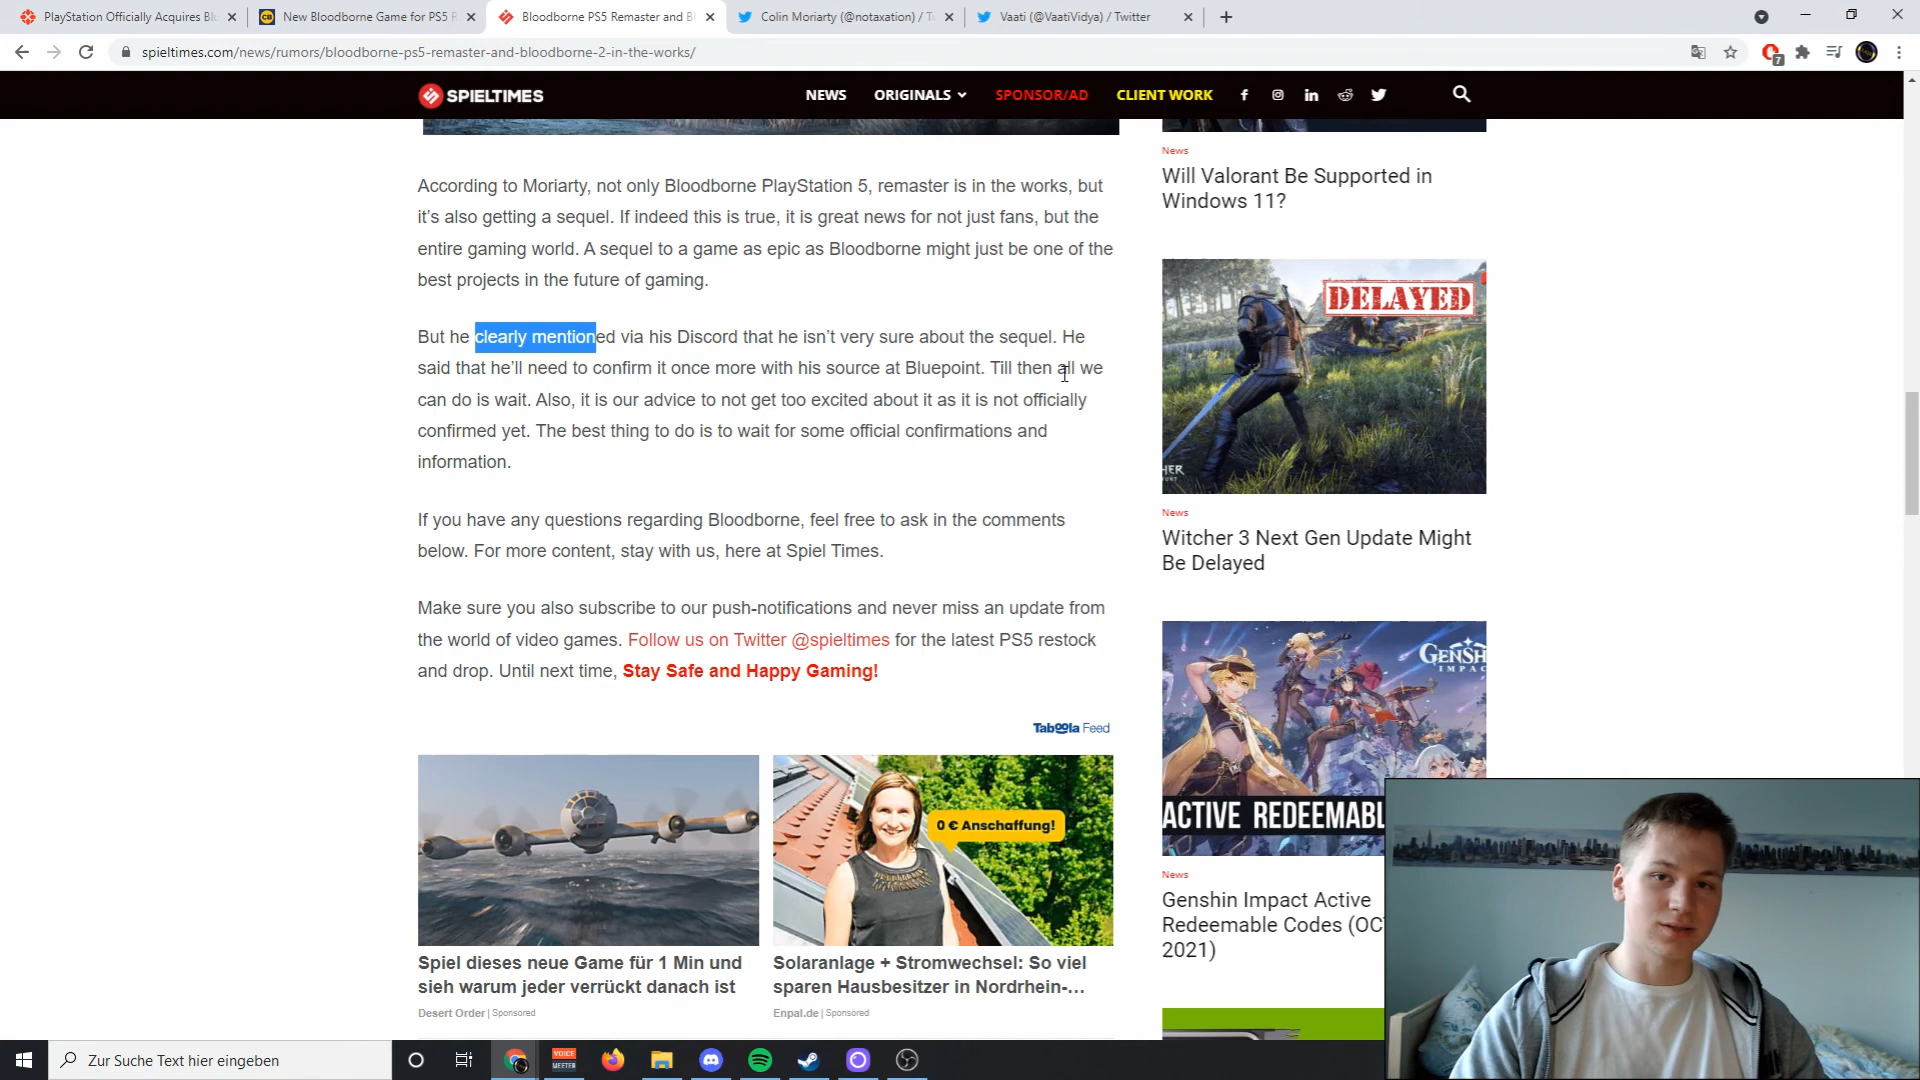 PlayStation Officially Acquires Bl
New Bloodborne Game for PS5 R
Bloodborne PS5 Remaster and B
Colin Moriarty (@notaxation) / T
Vaati (@VaatiVidya) / Twitter
spieltimes.com/news/rumors/bloodborne-ps5-remaster-and-bloodborne-2-in-the-works/
7
SPIELTIMES
NEWS
ORIGINALS
SPONSOR/AD
CLIENT WORK
According to Moriarty, not only Bloodborne PlayStation 5, remaster is in the works, but
it’s also getting a sequel. If indeed this is true, it is great news for not just fans, but the
entire gaming world. A sequel to a game as epic as Bloodborne might just be one of the
best projects in the future of gaming.
But he clearly mentioned via his Discord that he isn’t very sure about the sequel. He
said that he’ll need to confirm it once more with his source at Bluepoint. Till then all we
can do is wait. Also, it is our advice to not get too excited about it as it is not officially
confirmed yet. The best thing to do is to wait for some official confirmations and
information.
If you have any questions regarding Bloodborne, feel free to ask in the comments
below. For more content, stay with us, here at Spiel Times.
Make sure you also subscribe to our push-notifications and never miss an update from
the world of video games. Follow us on Twitter @spieltimes for the latest PS5 restock
and drop. Until next time, Stay Safe and Happy Gaming!
Taboola Feed
0 € Anschaffung!
Spiel dieses neue Game für 1 Min und
sieh warum jeder verrückt danach ist
Desert Order | Sponsored
Solaranlage + Stromwechsel: So viel
sparen Hausbesitzer in Nordrhein-...
Enpal.de | Sponsored
News
Will Valorant Be Supported in
Windows 11?
DELAYED
HER
News
Witcher 3 Next Gen Update Might
Be Delayed
GENSH
IMPAC
ACTIVE REDEEMABL
News
Genshin Impact Active
Redeemable Codes (OC
2021)
Zur Suche Text hier eingeben
VOICE
MEETER